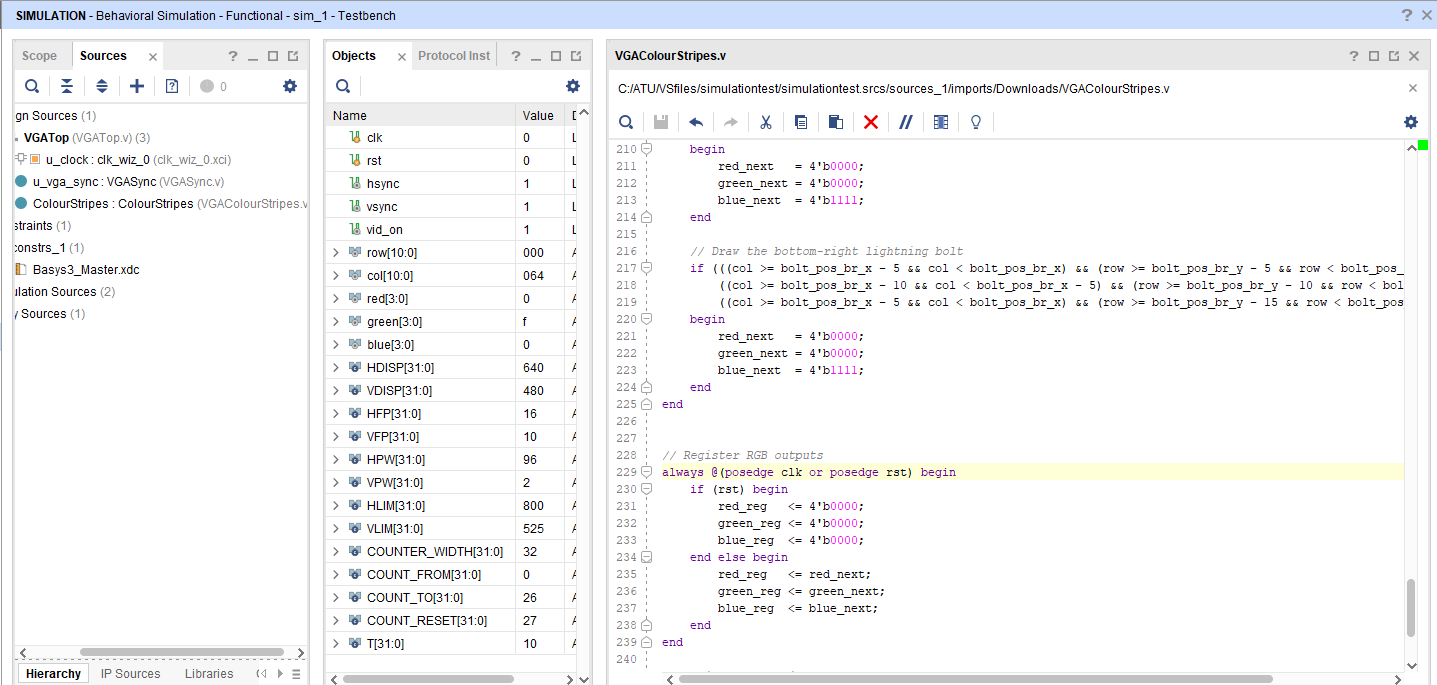 SIMULATION - Behavioral Simulation - Functional - sim_1 - Testbench
Scope Sources
0
gn Sources (1)
VGATop (VGATop.v) (3)
u_clock : clk_wiz_0 (clk_wiz_0.xci)
u_vga_sync : VGASync (VGASync.v)
ColourStripes : ColourStripes (VGAColourStripes.v
straints (1)
constrs_1 (1)
Basys3_Master.xdc
ulation Sources (2)
y Sources (1)
Hierarchy IP Sources Libraries
Objects Protocol Inst
Name Value D
clk 0 L
rst 0 L
hsync 1 L
vsync 1 L
vid_on 1 L
row[10:0] 000 A
col[10:0] 064 A
red[3:0] 0 A
green[3:0] f A
blue[3:0] 0 A
HDISP[31:0] 640 A
VDISP[31:0] 480 A
HFP[31:0] 16 A
VFP[31:0] 10 A
HPW[31:0] 96 A
VPW[31:0] 2 A
HLIM[31:0] 800 A
VLIM[31:0] 525 A
COUNTER_WIDTH[31:0] 32 A
COUNT_FROM[31:0] 0 A
COUNT_TO[31:0] 26 A
COUNT_RESET[31:0] 27 A
T[31:0] 10 A
VGAColourStripes.v
C:/ATU/VSfiles/simulationtest/simulationtest.srcs/sources_1/imports/Downloads/VGAColourStripes.v
210 begin
211 red_next = 4'b0000;
212 green_next = 4'b0000;
213 blue_next = 4'b1111;
214 end
215
216 // Draw the bottom-right lightning bolt
217 if (((col >= bolt_pos_br_x - 5 && col < bolt_pos_br_x) && (row >= bolt_pos_br_y - 5 && row < bolt_pos_
218 ((col >= bolt_pos_br_x - 10 && col < bolt_pos_br_x - 5) && (row >= bolt_pos_br_y - 10 && row < bol
219 ((col >= bolt_pos_br_x - 5 && col < bolt_pos_br_x) && (row >= bolt_pos_br_y - 15 && row < bolt_pos
220 begin
221 red_next = 4'b0000;
222 green_next = 4'b0000;
223 blue_next = 4'b1111;
224 end
225 end
226
227
228 // Register RGB outputs
229 always @(posedge clk or posedge rst) begin
230 if (rst) begin
231 red_reg <= 4'b0000;
232 green_reg <= 4'b0000;
233 blue_reg <= 4'b0000;
234 end else begin
235 red_reg <= red_next;
236 green_reg <= green_next;
237 blue_reg <= blue_next;
238 end
239 end
240